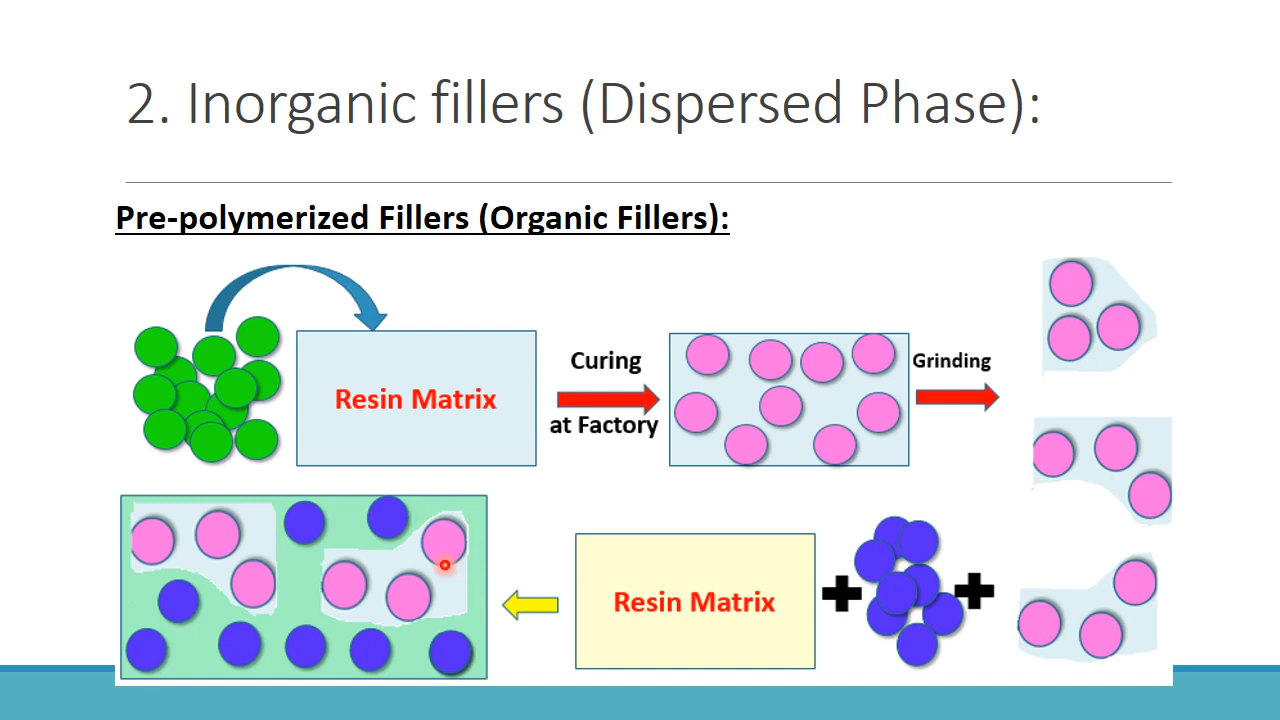 2. Inorganic fillers (Dispersed Phase):
Pre-polymerized Fillers (Organic Fillers):
Resin Matrix
Curing
at Factory
Grinding
Resin Matrix